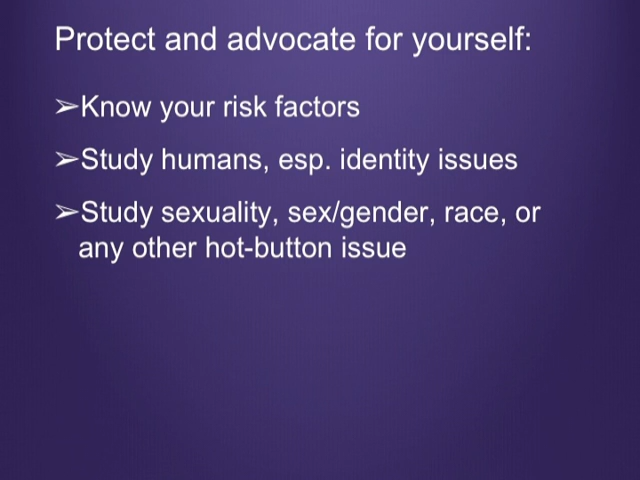 Protect and advocate for yourself:
➢Know your risk factors
➢Study humans, esp. identity issues
➢Study sexuality, sex/gender, race, or
any other hot-button issue